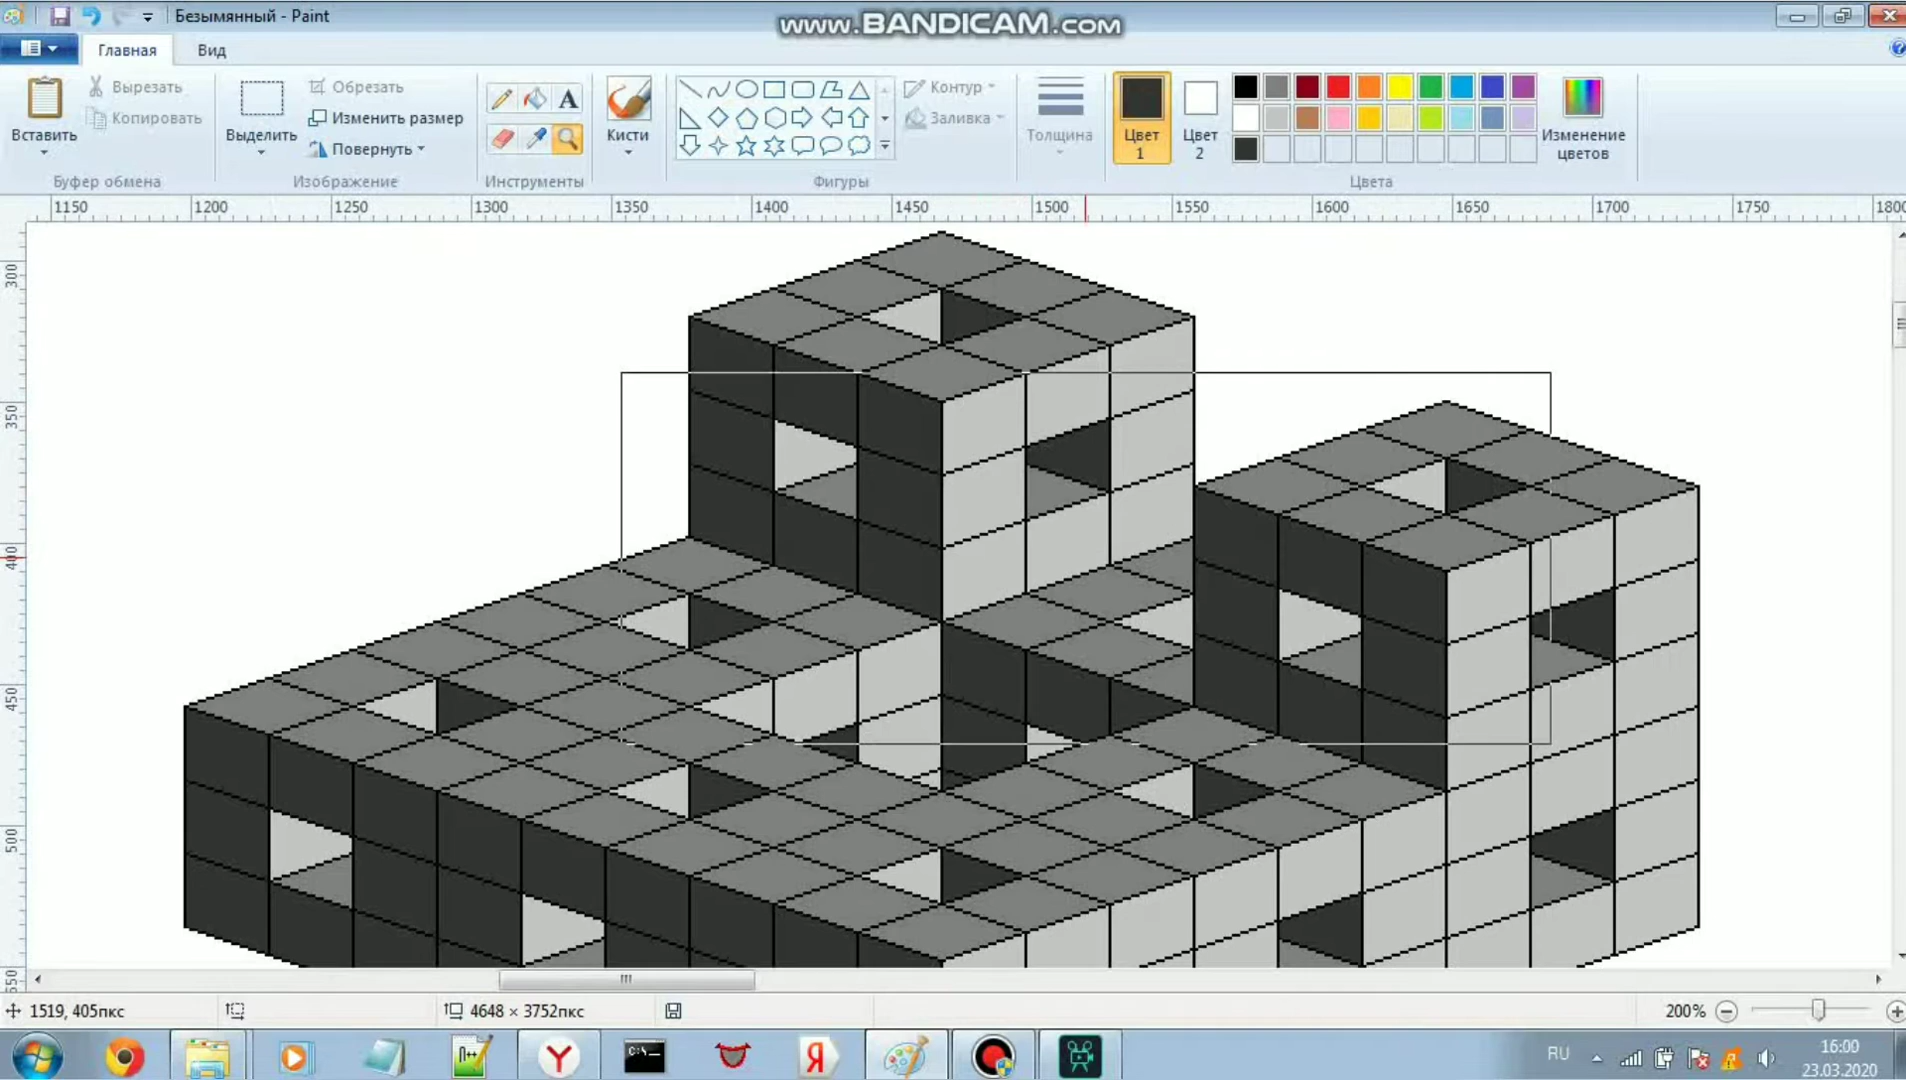 Безымянный - Paint
www.BANDICAM.com
Главная
Вид
Вставить
Вырезать
Копировать
Буфер обмена
Выделить
Обрезать
Изменить размер
Повернуть
Изображение
A
Инструменты
Кисти
Контур
Заливка
Фигуры
Толщина
Цвет
1
Цвет
2
Изменение
цветов
Цвета
1150 1200 1250 1300 1350 1400 1450 1500 1550 1600 1650 1700 1750 1800
300
350
400
450
500
550
1519, 405пкс
4648 × 3752пкс
200%
C:\
Я
RU
16:00
23.03.2020